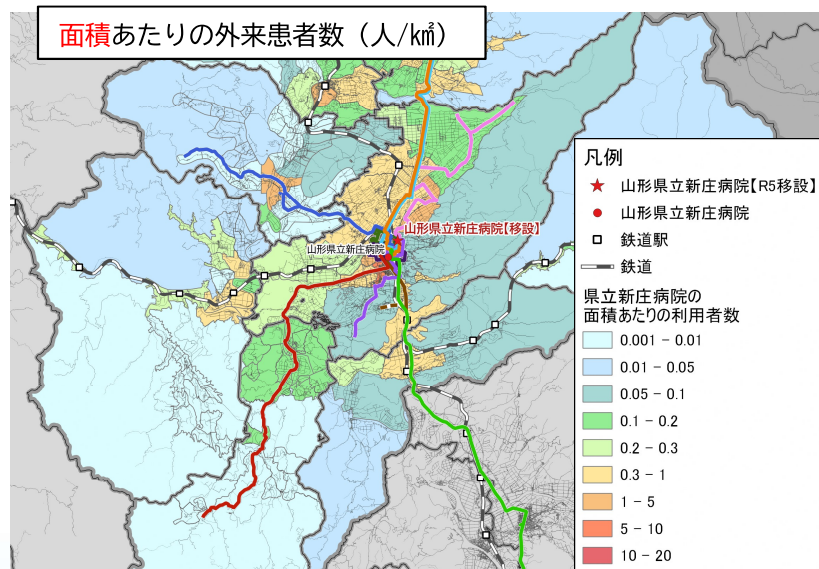 面積あたりの外来患者数（人/k㎡）
山形県立新庄病院【移設】
山形県立新庄病院
凡例
山形県立新庄病院【R5移設】
山形県立新庄病院
鉄道駅
鉄道
県立新庄病院の
面積あたりの利用者数
0.001 - 0.01
0.01 - 0.05
0.05 - 0.1
0.1 - 0.2
0.2 - 0.3
0.3 - 1
1 - 5
5 - 10
10 - 20